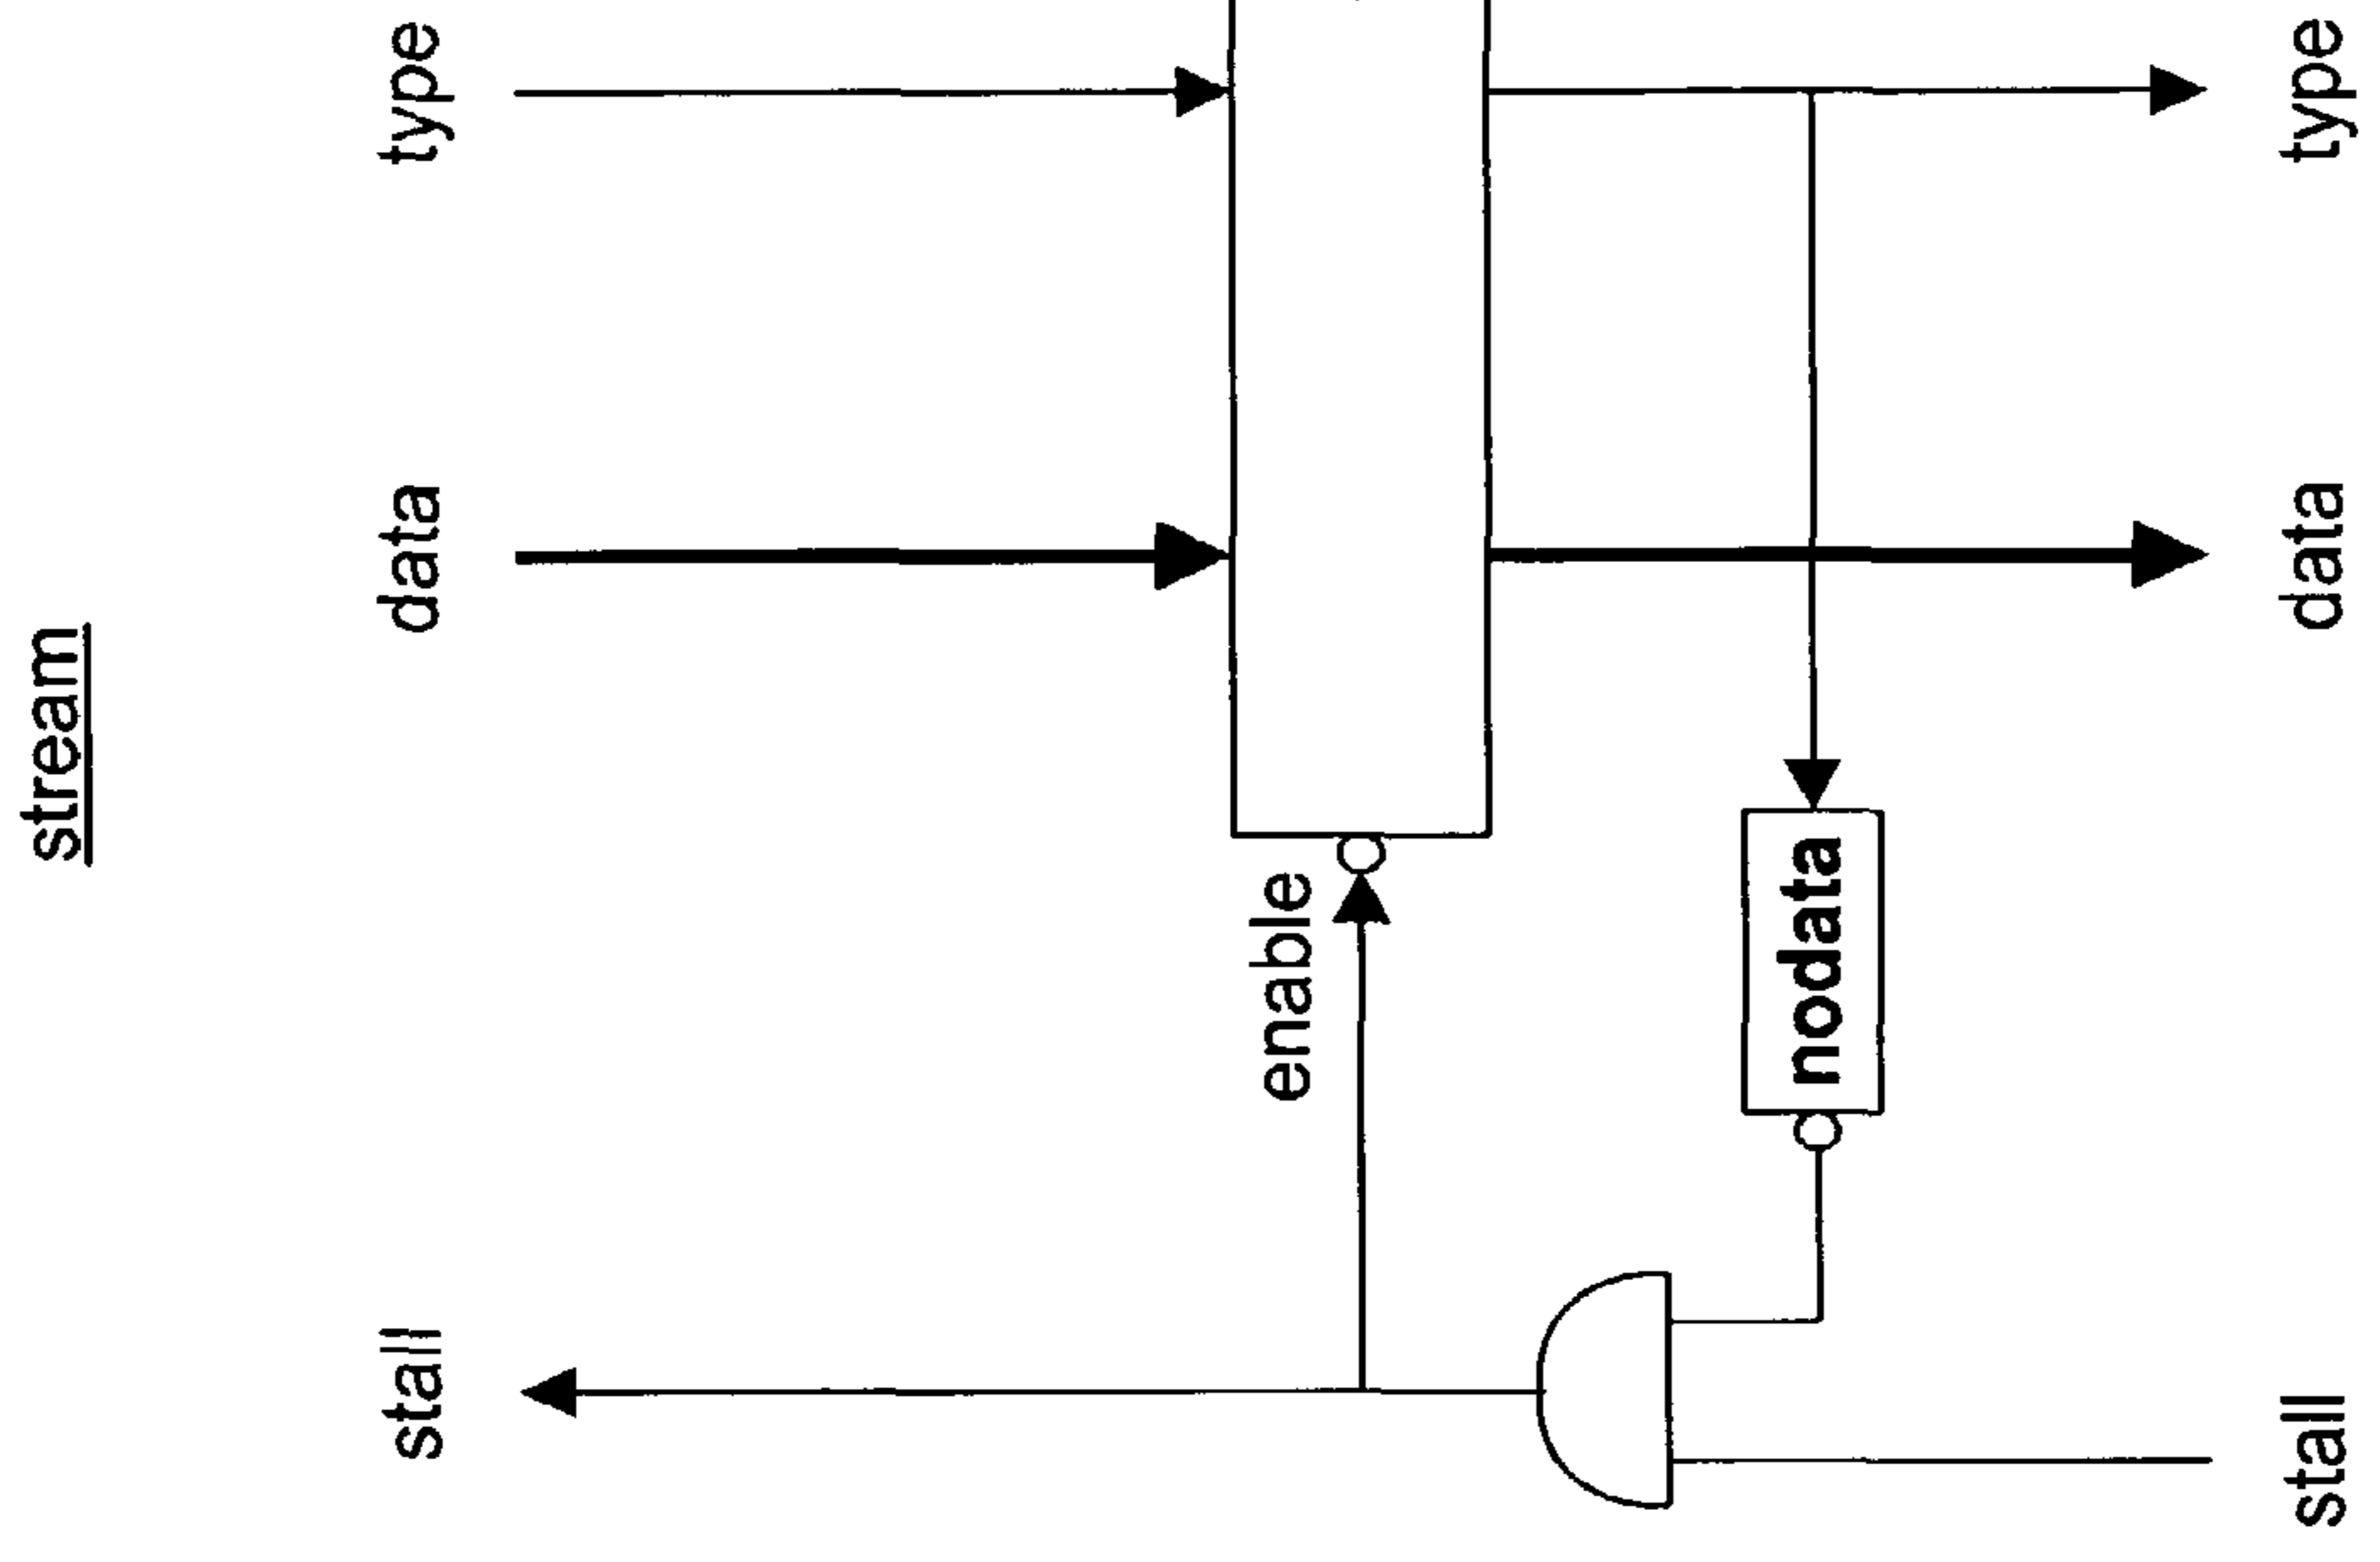 stream
stall
data
type
enable
nodata
stall
data
type